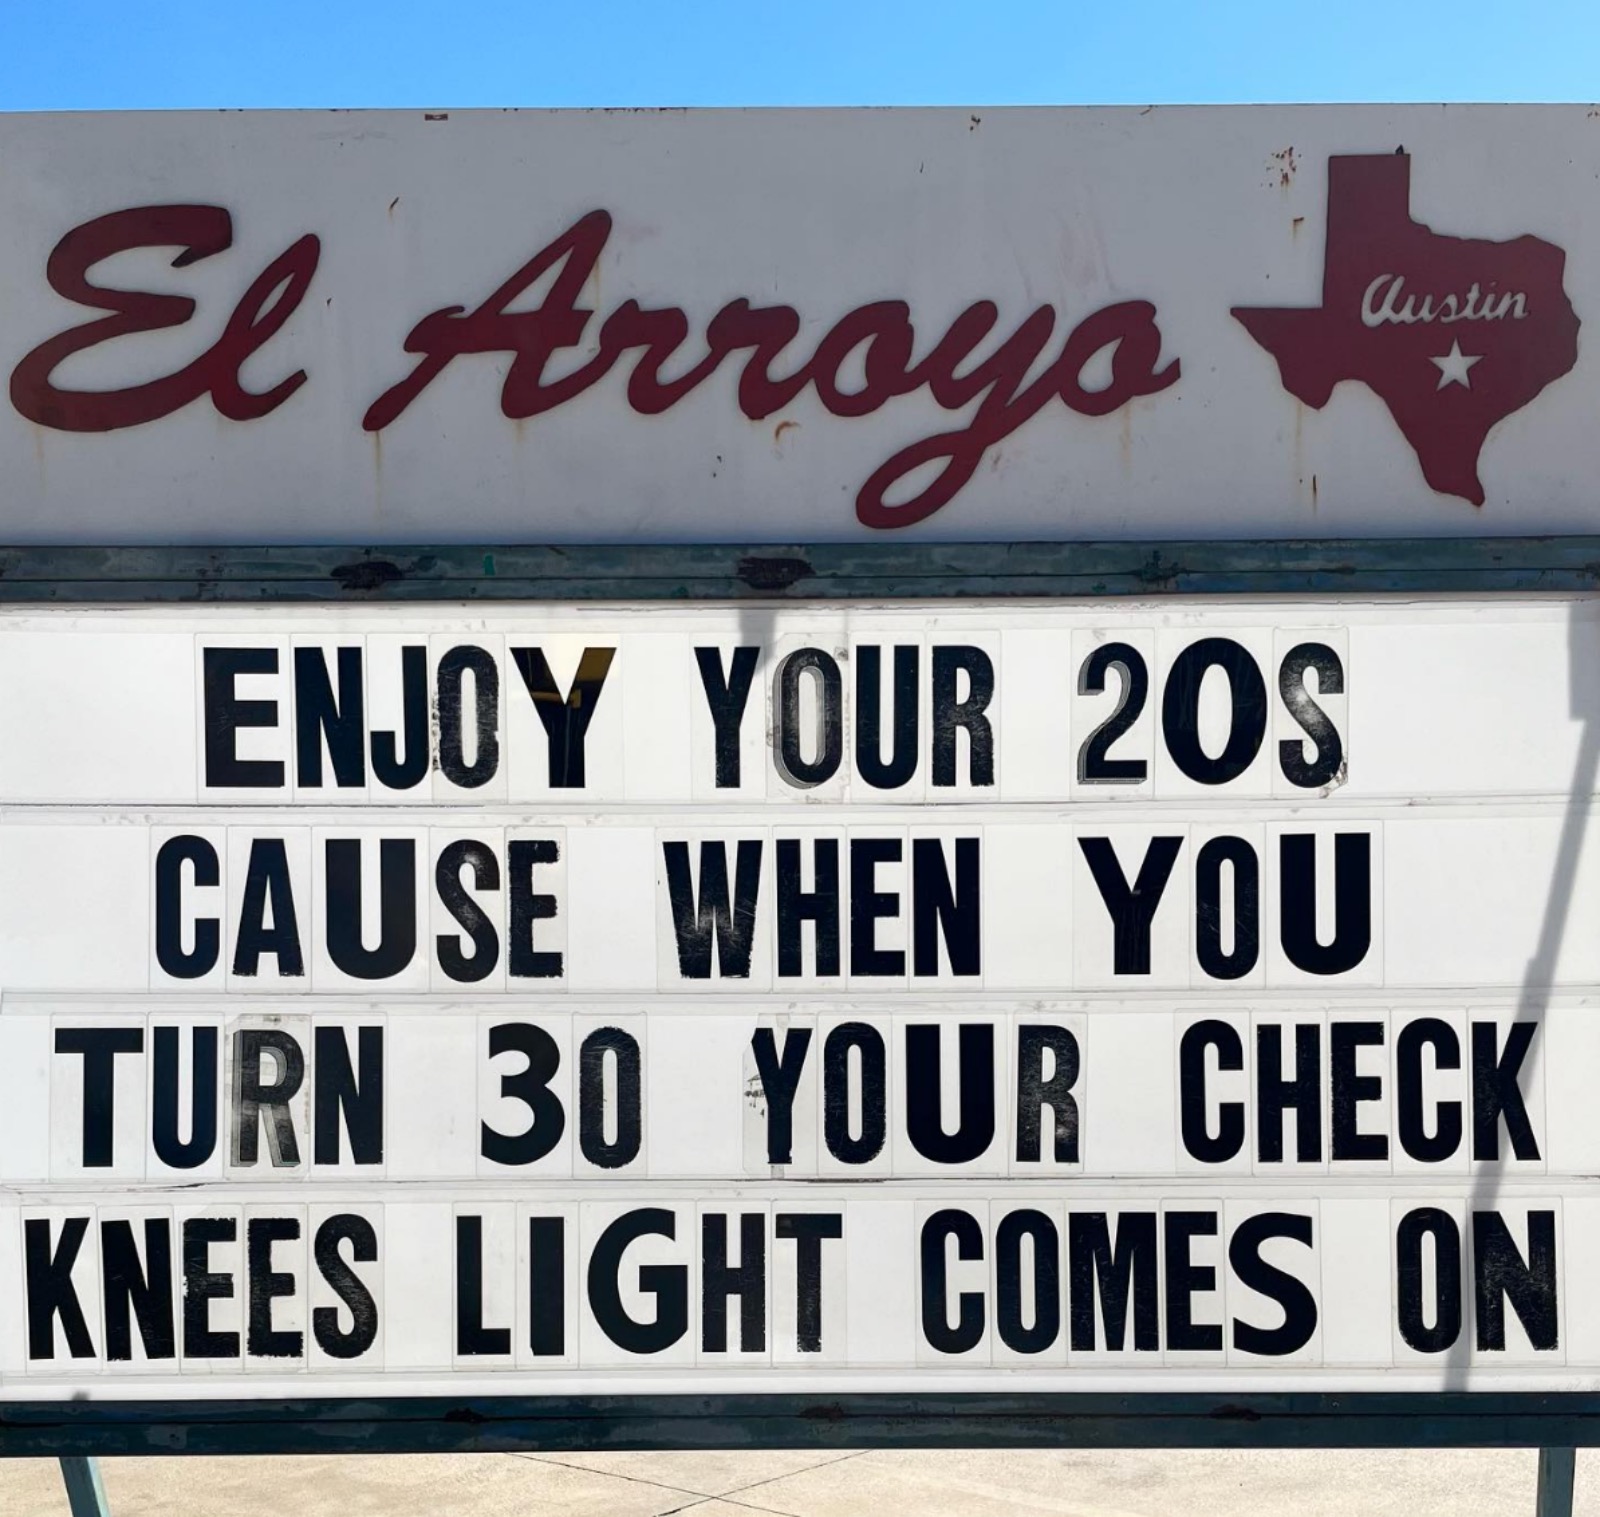 El Arroyo
Austin
ENJOY YOUR 20S
CAUSE WHEN YOU
TURN 30 YOUR CHECK
KNEES LIGHT COMES ON